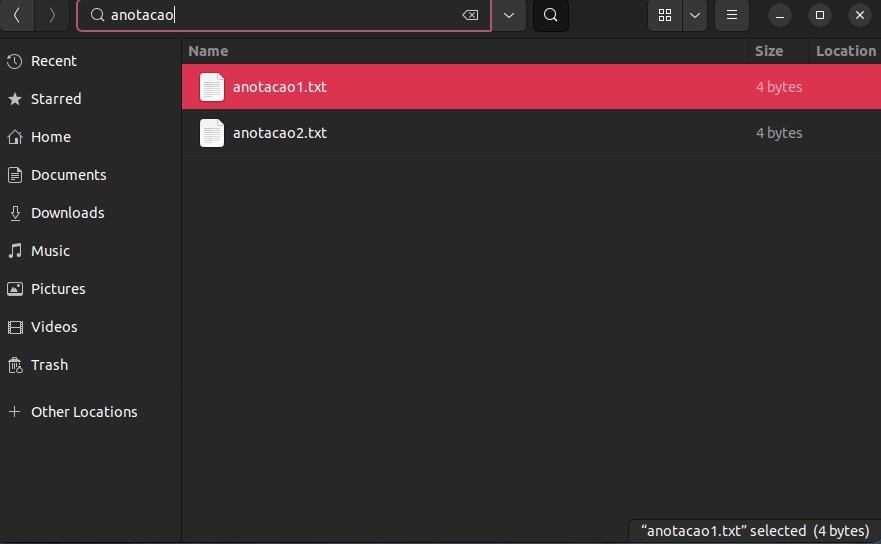 anotacao
Name Size Location
Recent
Starred
Home
Documents
Downloads
Music
Pictures
Videos
Trash
Other Locations
anotacao1.txt 4 bytes
anotacao2.txt 4 bytes
“anotacao1.txt” selected (4 bytes)